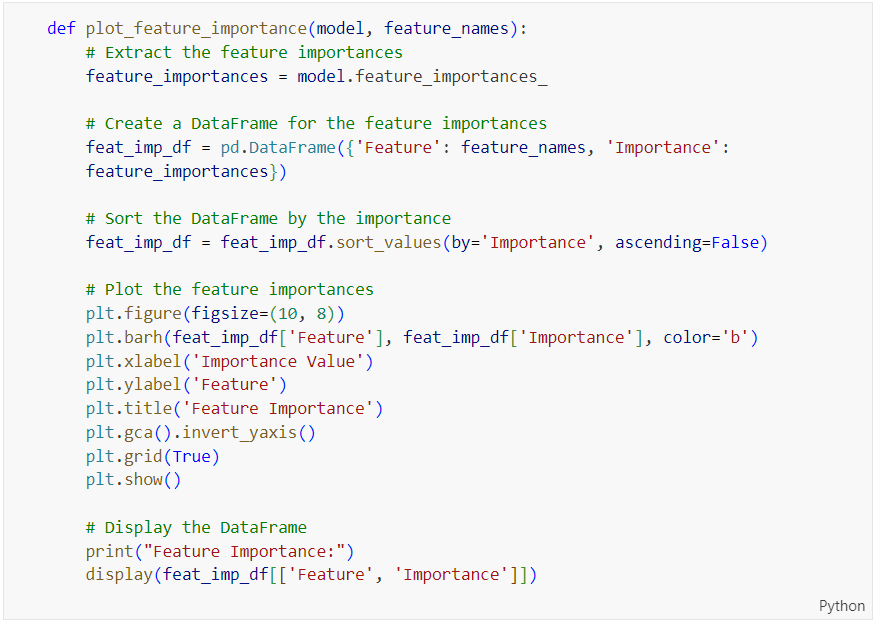 def plot_feature_importance(model, feature_names):
    # Extract the feature importances
    feature_importances = model.feature_importances_

    # Create a DataFrame for the feature importances
    feat_imp_df = pd.DataFrame({'Feature': feature_names, 'Importance':
    feature_importances})

    # Sort the DataFrame by the importance
    feat_imp_df = feat_imp_df.sort_values(by='Importance', ascending=False)

    # Plot the feature importances
    plt.figure(figsize=(10, 8))
    plt.barh(feat_imp_df['Feature'], feat_imp_df['Importance'], color='b')
    plt.xlabel('Importance Value')
    plt.ylabel('Feature')
    plt.title('Feature Importance')
    plt.gca().invert_yaxis()
    plt.grid(True)
    plt.show()

    # Display the DataFrame
    print("Feature Importance:")
    display(feat_imp_df[['Feature', 'Importance']])
Python